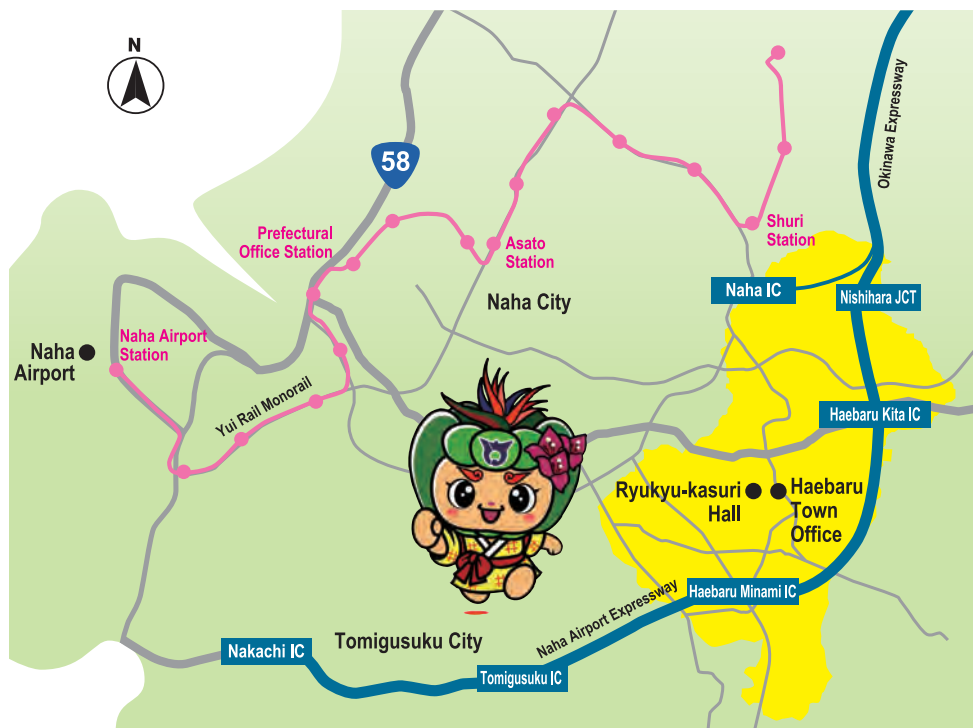 N
58
Okinawa Expressway
Prefectural
Office Station
Asato
Station
Shuri
Station
Naha City
Naha IC
Nishihara JCT
Naha
Airport
Naha Airport
Station
Yui Rail Monorail
Haebaru Kita IC
Ryukyu-kasuri
Hall
Haebaru
Town
Office
Haebaru Minami IC
Naha Airport Expressway
Tomigusuku City
Nakachi IC
Tomigusuku IC